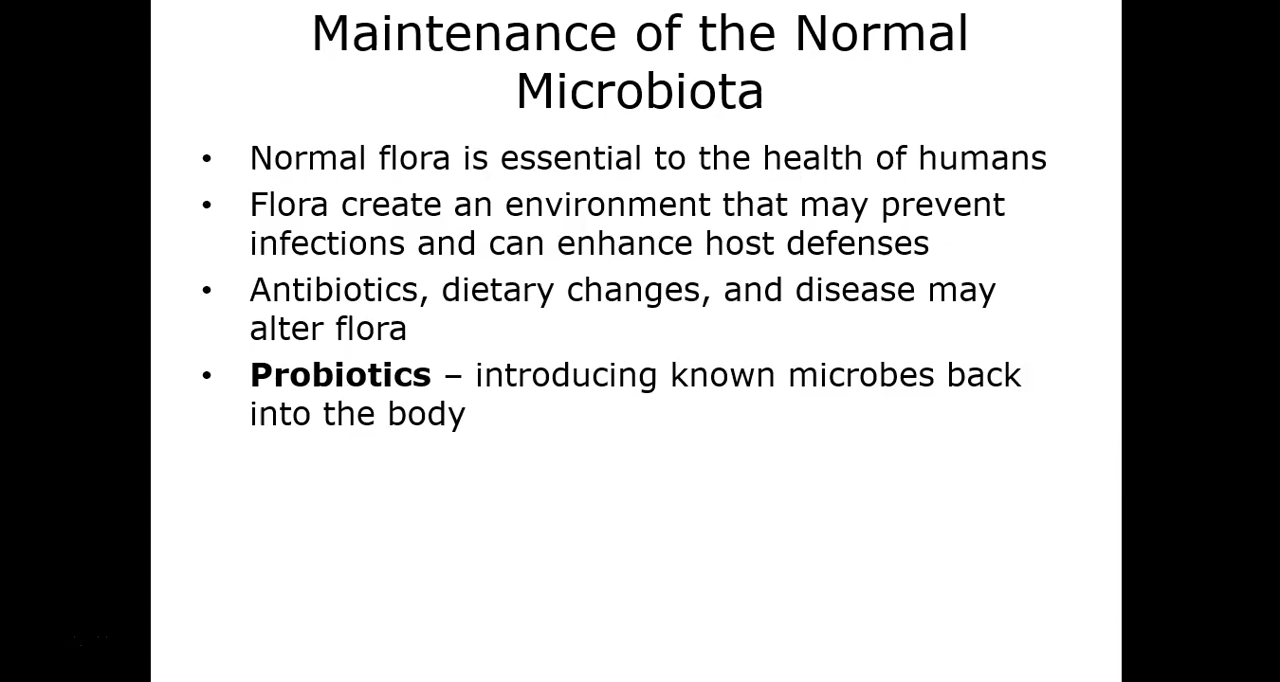 Maintenance of the Normal
Microbiota
• Normal flora is essential to the health of humans
• Flora create an environment that may prevent
infections and can enhance host defenses
• Antibiotics, dietary changes, and disease may
alter flora
• Probiotics – introducing known microbes back
into the body